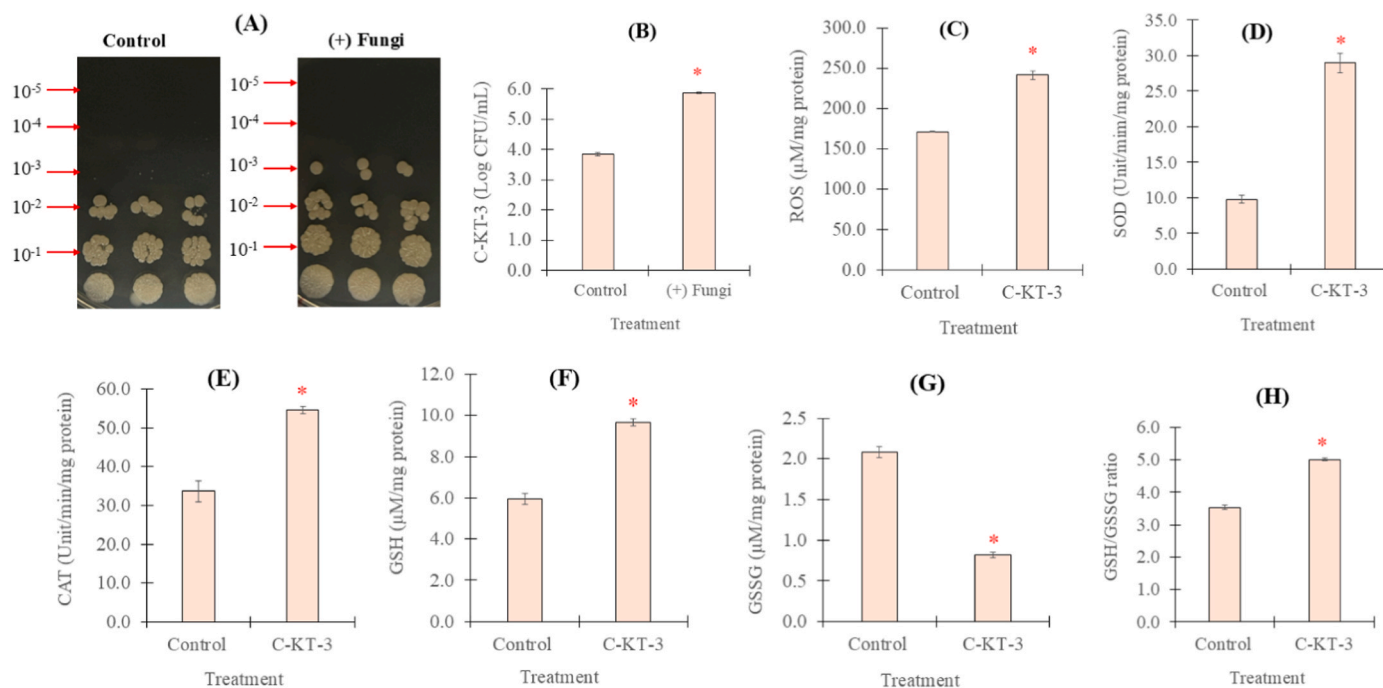 (A)
Control
(+) Fungi
10-5
10-4
10-3
10-2
10-1
10-5
10-4
10-3
10-2
10-1
(B)
*
C-KT-3 (Log CFU/mL)
6.0
5.0
4.0
3.0
2.0
1.0
0.0
Control (+) Fungi
Treatment
(C)
*
ROS (µM/mg protein)
300.0
250.0
200.0
150.0
100.0
50.0
0.0
Control C-KT-3
Treatment
(D)
*
SOD (Unit/mim/mg protein)
35.0
30.0
25.0
20.0
15.0
10.0
5.0
0.0
Control C-KT-3
Treatment
(E)
*
CAT (Unit/min/mg protein)
60.0
50.0
40.0
30.0
20.0
10.0
0.0
Control C-KT-3
Treatment
(F)
*
GSH (µM/mg protein)
12.0
10.0
8.0
6.0
4.0
2.0
0.0
Control C-KT-3
Treatment
(G)
*
GSSG (µM/mg protein)
2.5
2.0
1.5
1.0
0.5
0.0
Control C-KT-3
Treatment
(H)
*
GSH/GSSG ratio
6.0
5.0
4.0
3.0
2.0
1.0
0.0
Control C-KT-3
Treatment